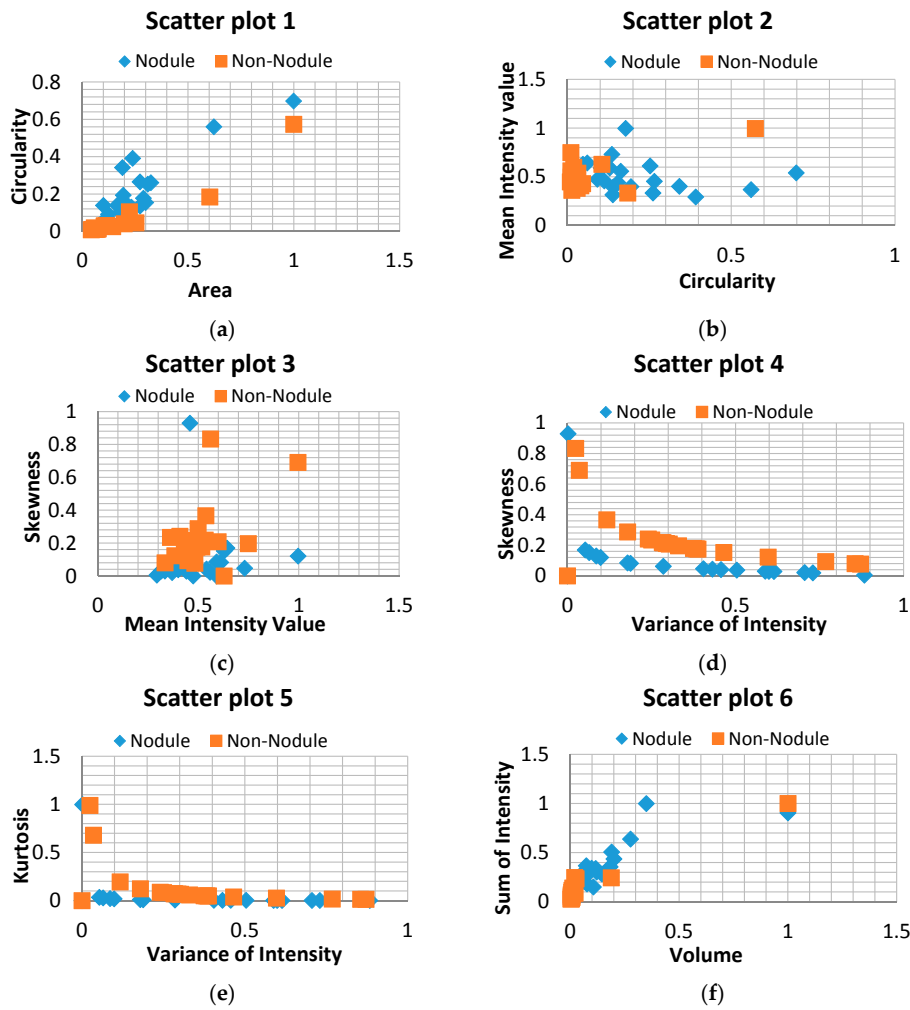 Scatter plot 1
Nodule Non-Nodule
Circularity
0.8
0.6
0.4
0.2
0
0 0.5 1 1.5
Area
(a)
Scatter plot 2
Nodule Non-Nodule
Mean Intensity value
1.5
1
0.5
0
0 0.5 1
Circularity
(b)
Scatter plot 3
Nodule Non-Nodule
Skewness
1
0.8
0.6
0.4
0.2
0
0 0.5 1 1.5
Mean Intensity Value
(c)
Scatter plot 4
Nodule Non-Nodule
Skewness
1
0.8
0.6
0.4
0.2
0
0 0.5 1
Variance of Intensity
(d)
Scatter plot 5
Nodule Non-Nodule
Kurtosis
1.5
1
0.5
0
0 0.5 1
Variance of Intensity
(e)
Scatter plot 6
Nodule Non-Nodule
Sum of Intensity
1.5
1
0.5
0
0 0.5 1 1.5
Volume
(f)